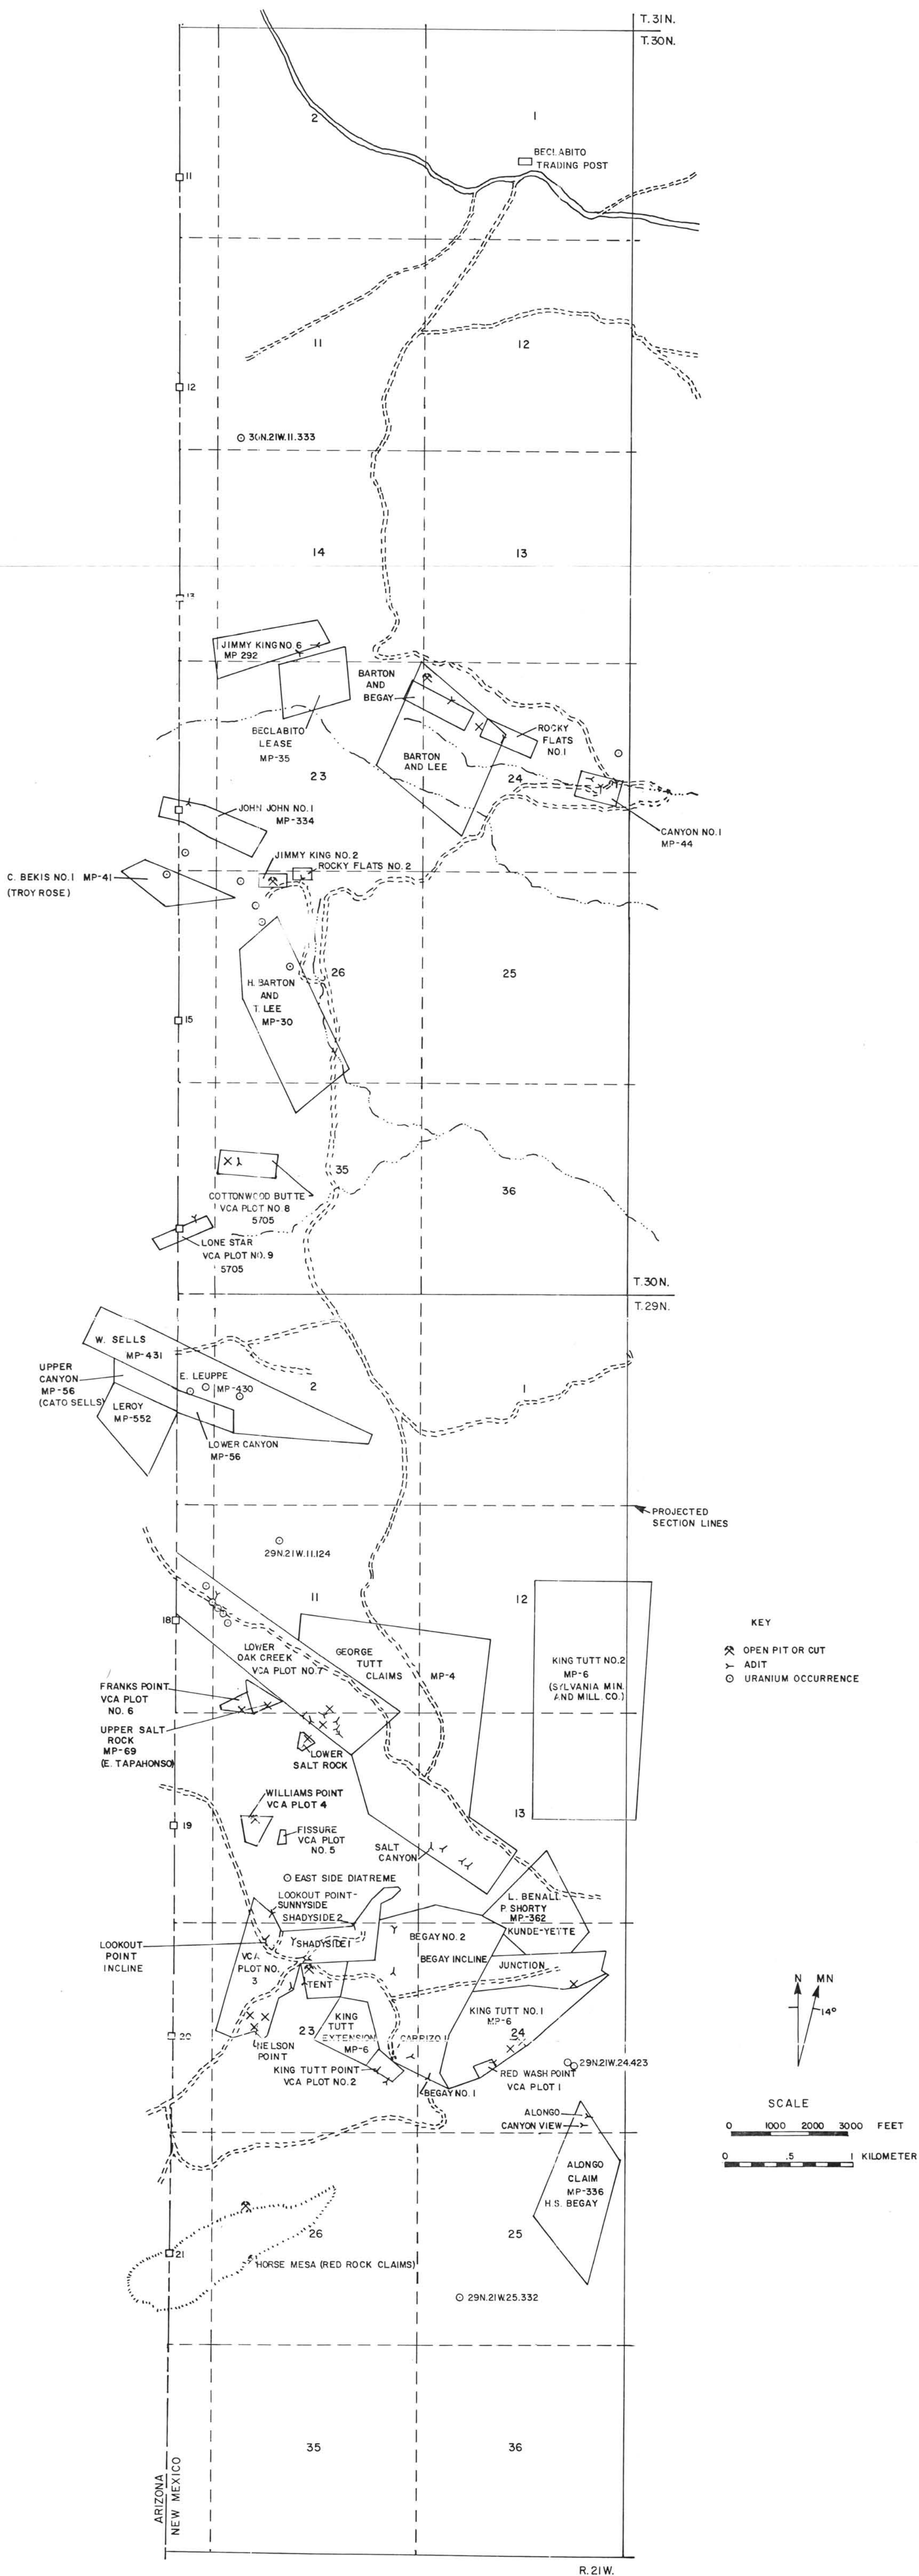 T. 31N.
T. 30N.
2
1
BECLABITO
TRADING POST
11
11
12
12
30N.21W.11.333
14
13
13
JIMMY KING NO. 6
MP 292
BARTON
AND
BEGAY
BECLABITO
LEASE
MP-35
ROCKY
FLATS
NO.1
BARTON
AND LEE
23
24
JOHN JOHN NO. 1
MP-334
CANYON NO.1
MP-44
JIMMY KING NO. 2
ROCKY FLATS NO. 2
C. BEKIS NO. 1 MP-41
(TROY ROSE)
26
25
H. BARTON
AND
T. LEE
MP-30
15
35
36
COTTONWOOD BUTTE
VCA PLOT NO. 8
5705
LONE STAR
VCA PLOT NO. 9
5705
T.30N.
T.29N.
W. SELLS
MP-431
UPPER
CANYON
MP-56
(CATO SELLS)
E. LEUPPE
MP-430
2
1
LEROY
MP-552
LOWER CANYON
MP-56
PROJECTED
SECTION LINES
29N.21W.11.124
11
12
18
LOWER
OAK CREEK
VCA PLOT NO. 7
GEORGE
TUTT
CLAIMS
MP-4
KING TUTT NO. 2
MP-6
(SYLVANIA MIN.
AND MILL. CO.)
KEY
OPEN PIT OR CUT
ADIT
URANIUM OCCURRENCE
FRANKS POINT
VCA PLOT
NO. 6
UPPER SALT
ROCK
MP-69
(E. TAPAHONSO)
LOWER
SALT ROCK
WILLIAMS POINT
VCA PLOT 4
13
19
FISSURE
VCA PLOT
NO. 5
SALT
CANYON
EAST SIDE DIATREME
LOOKOUT POINT-
SUNNYSIDE
SHADYSIDE 2
L. BENALL
P. SHORTY
MP-362
KUNDE-YETTE
LOOKOUT
POINT
INCLINE
SHADYSIDE 1
BEGAY NO. 2
BEGAY INCLINE
JUNCTION
VCA
PLOT NO.
3
TENT
KING
TUTT
EXTENSION
MP-6
KING TUTT NO. 1
MP-6
24
20
23
NELSON
POINT
CARRIZO 1
29N.21W.24.423
KING TUTT POINT
VCA PLOT NO. 2
RED WASH POINT
VCA PLOT 1
BEGAY NO. 1
N MN
14°
SCALE
0 1000 2000 3000 FEET
0 .5 1 KILOMETER
ALONGO
CANYON VIEW
ALONGO
CLAIM
MP-336
H.S. BEGAY
26
25
21
HORSE MESA (RED ROCK CLAIMS)
29N.21W.25.332
35
36
ARIZONA
NEW MEXICO
R. 21W.